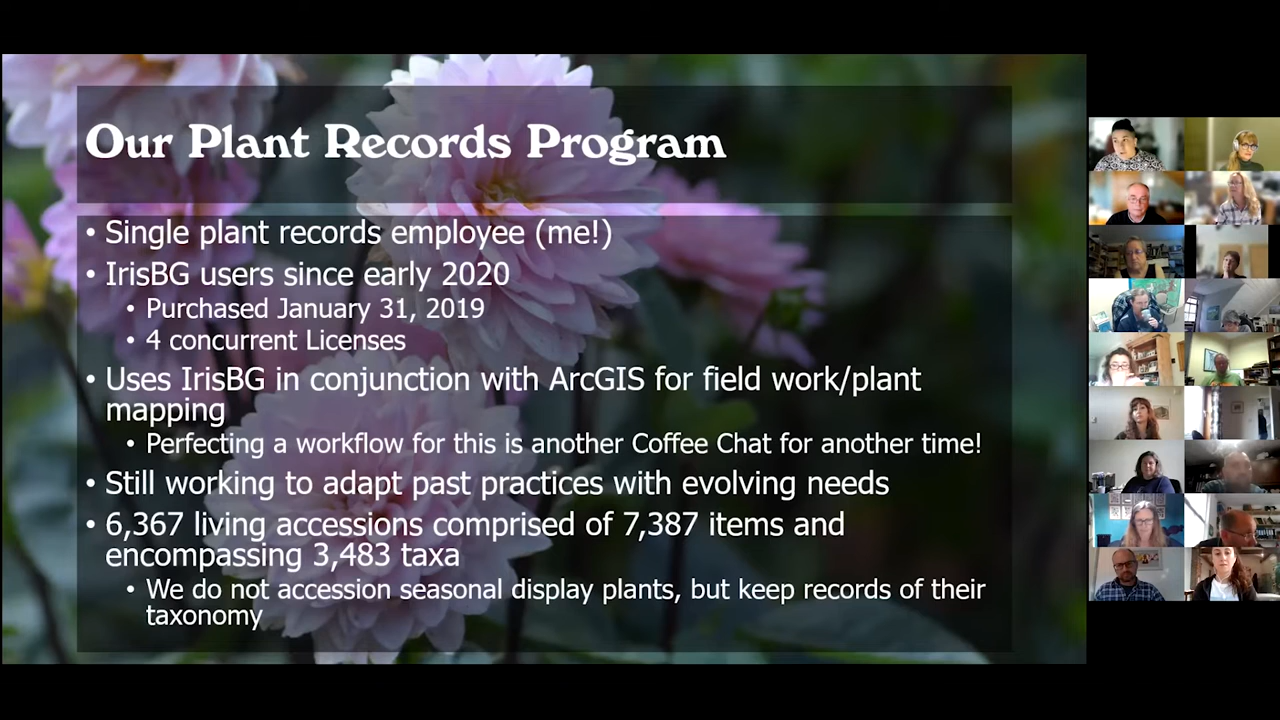 Our Plant Records Program
• Single plant records employee (me!)
• IrisBG users since early 2020
• Purchased January 31, 2019
• 4 concurrent Licenses
• Uses IrisBG in conjunction with ArcGIS for field work/plant
mapping
• Perfecting a workflow for this is another Coffee Chat for another time!
• Still working to adapt past practices with evolving needs
• 6,367 living accessions comprised of 7,387 items and
encompassing 3,483 taxa
• We do not accession seasonal display plants, but keep records of their
taxonomy